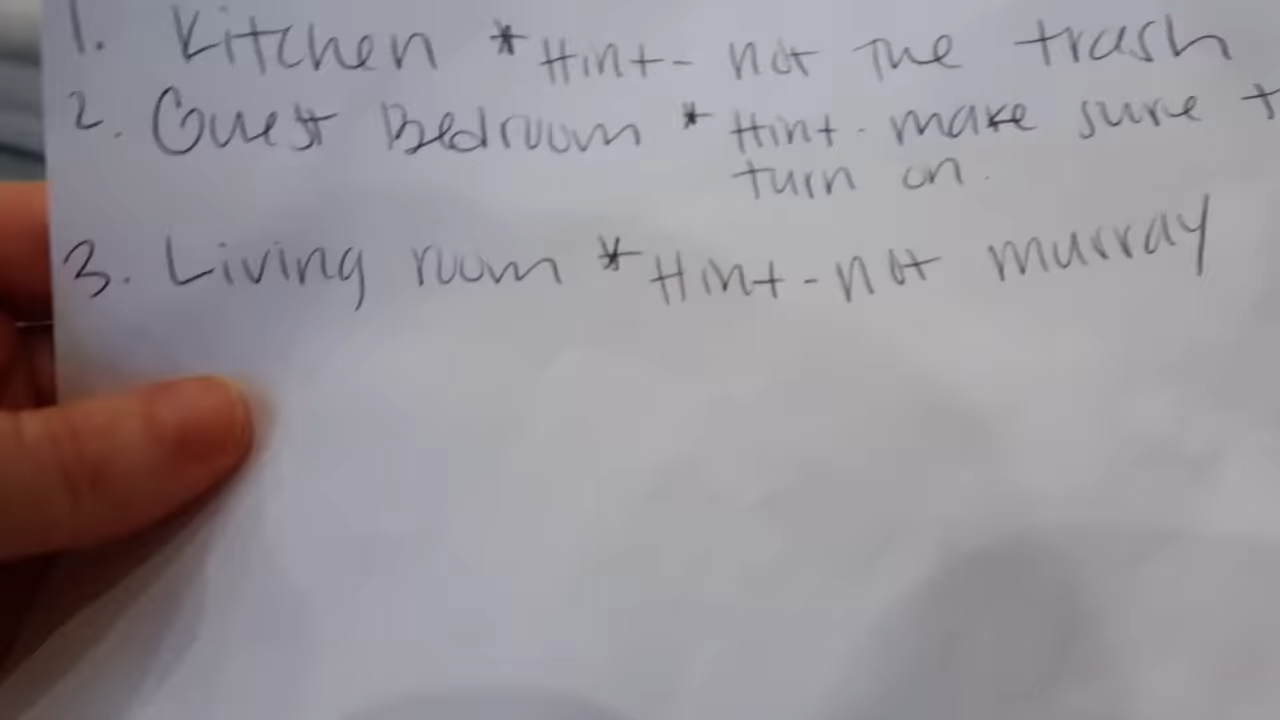 1. Kitchen *Hint- not The trash
2. Guest Bedroom *Hint. make sure
turn on.
3. Living room *Hint-not murray